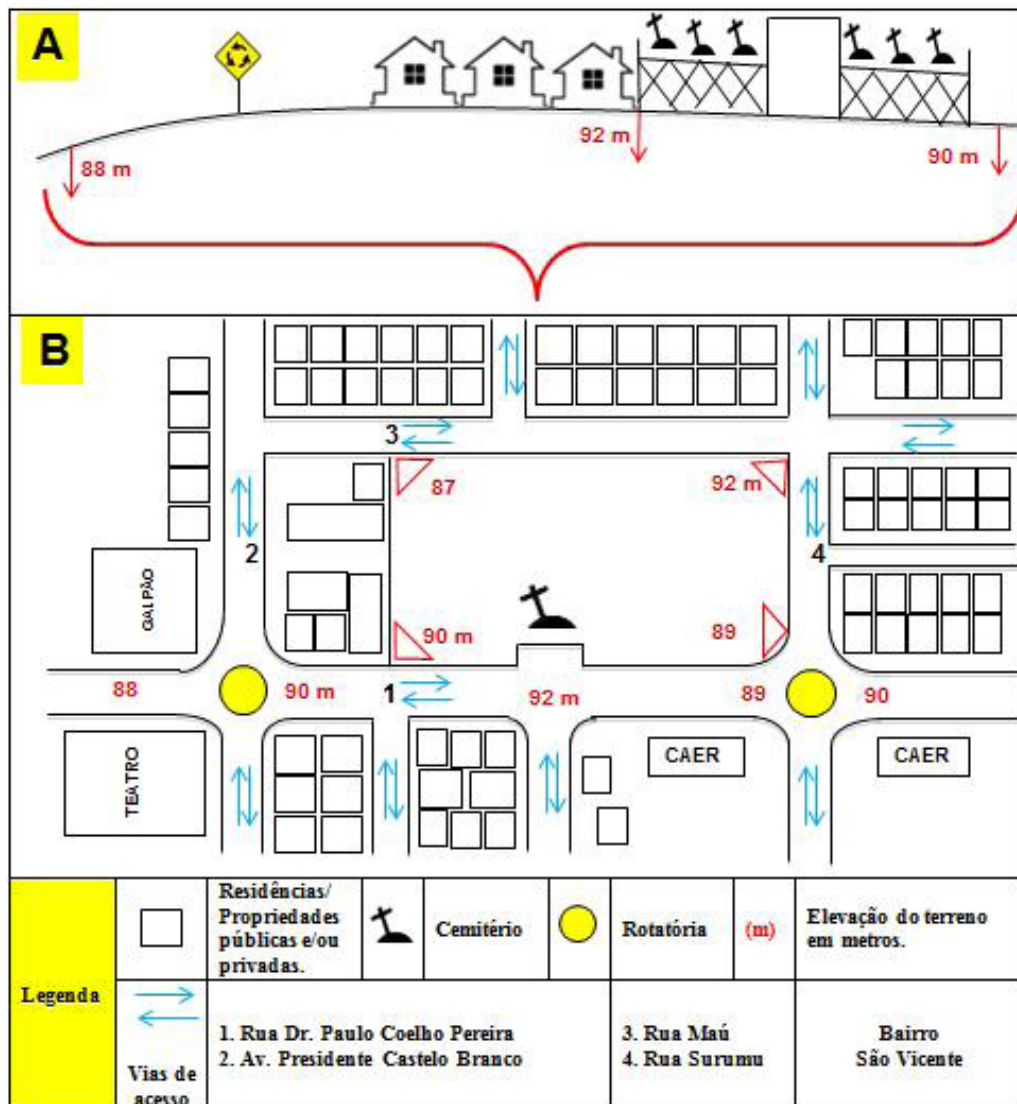 A
88 m
92 m
90 m
B
3
87
92 m
2
4
GALPÃO
90 m
89
88
90 m
1
92 m
89
90
TEATRO
CAER
CAER
Legenda
Residências/
Propriedades
públicas e/ou
privadas.
Cemitério
Rotatória
(m)
Elevação do terreno
em metros.
Vias de
acesso
1. Rua Dr. Paulo Coelho Pereira
2. Av. Presidente Castelo Branco
3. Rua Maú
4. Rua Surumu
Bairro
São Vicente